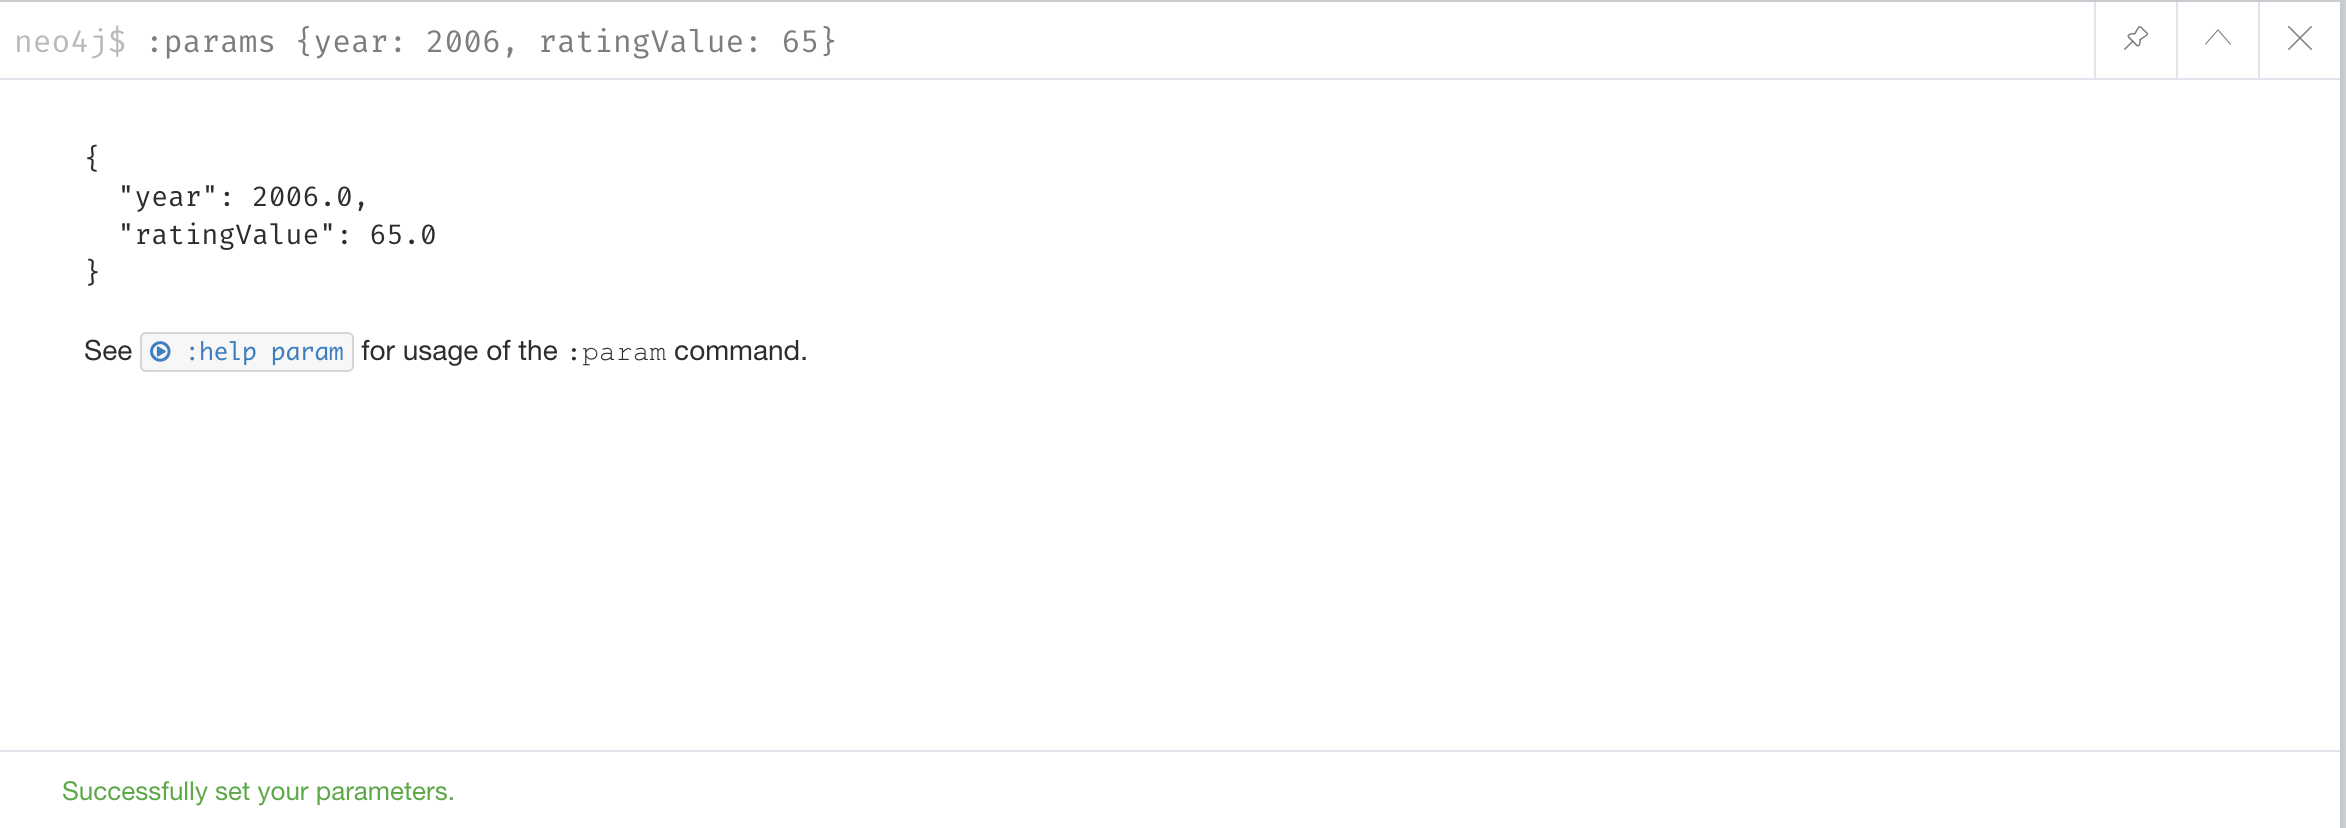 neo4j$ :params {year: 2006, ratingValue: 65}
{
  "year": 2006.0,
  "ratingValue": 65.0
}
See :help param for usage of the :param command.
Successfully set your parameters.